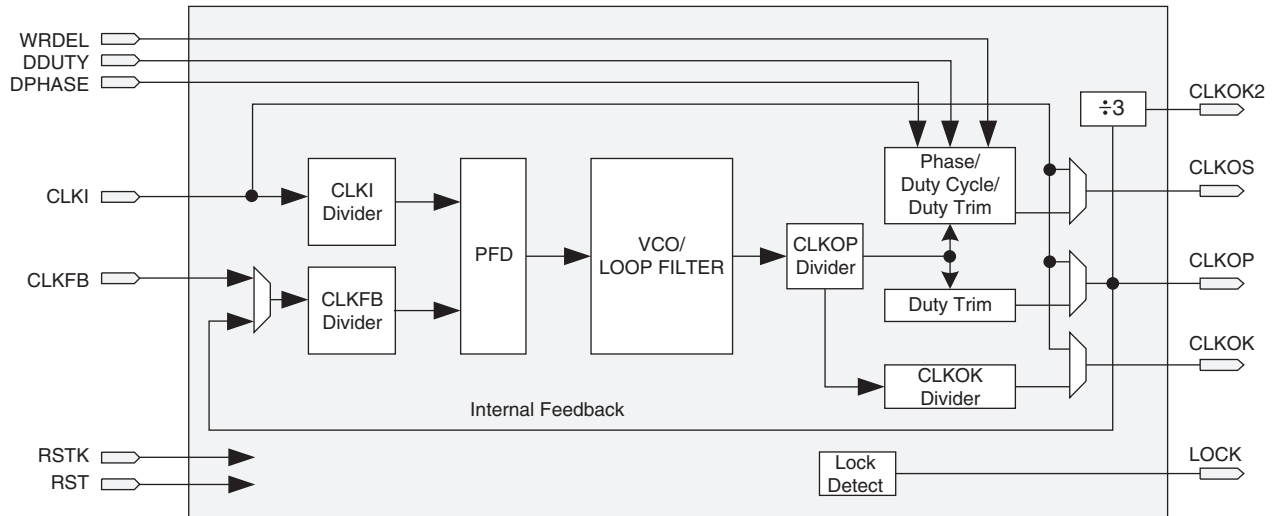 WRDEL
DDUTY
DPHASE
CLKOK2
÷3
Phase/
Duty Cycle/
Duty Trim
CLKOS
CLKI
CLKI
Divider
PFD
VCO/
LOOP FILTER
CLKOP
Divider
CLKOP
CLKFB
CLKFB
Divider
Duty Trim
CLKOK
CLKOK
Divider
Internal Feedback
RSTK
RST
Lock
Detect
LOCK